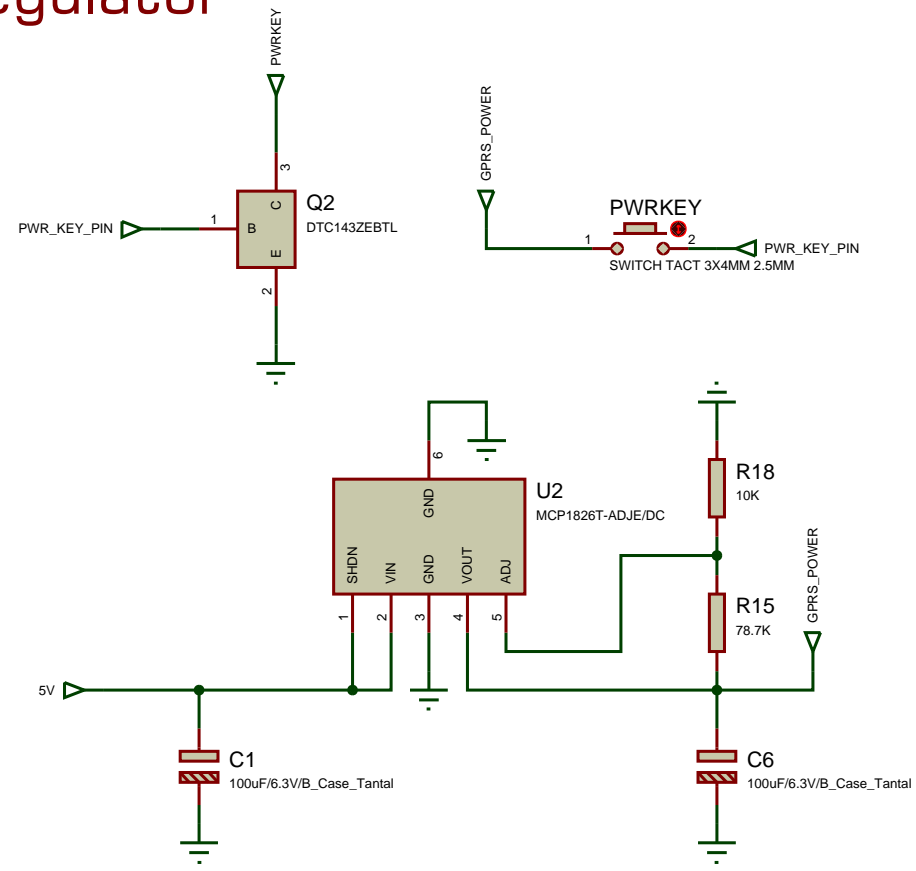 egulator
PWRKEY
3
C
Q2
DTC143ZEBTL
PWR_KEY_PIN
1
B
E
2
GPRS_POWER
PWRKEY
1
2
PWR_KEY_PIN
SWITCH TACT 3X4MM 2.5MM
6
GND
U2
MCP1826T-ADJE/DC
SHDN
VIN
GND
VOUT
ADJ
1
2
3
4
5
R18
10K
R15
78.7K
GPRS_POWER
5V
C1
100uF/6.3V/B_Case_Tantal
C6
100uF/6.3V/B_Case_Tantal